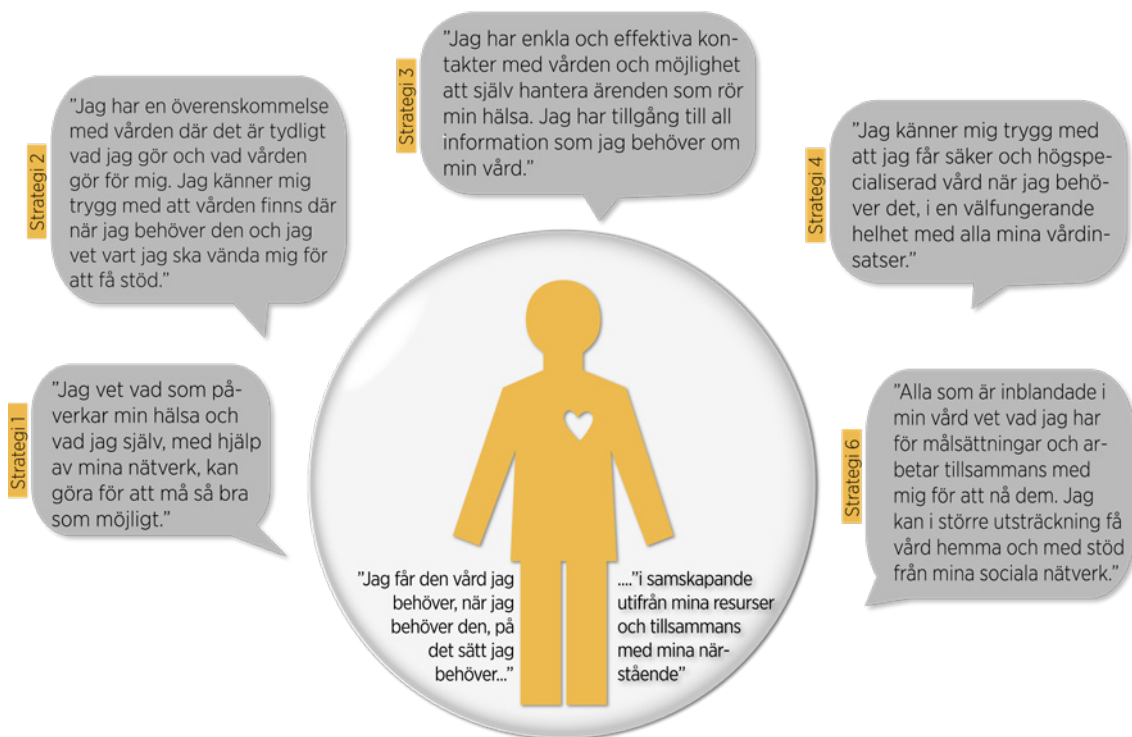 Strategi 1
"Jag vet vad som på-
verkar min hälsa och
vad jag själv, med hjälp
av mina nätverk, kan
göra för att må så bra
som möjligt."
Strategi 2
"Jag har en överenskommelse
med vården där det är tydligt
vad jag gör och vad vården
gör för mig. Jag känner mig
trygg med att vården finns där
när jag behöver den och jag
vet vart jag ska vända mig för
att få stöd."
Strategi 3
"Jag har enkla och effektiva kon-
takter med vården och möjlighet
att själv hantera ärenden som rör
min hälsa. Jag har tillgång till all
information som jag behöver om
min vård."
Strategi 4
"Jag känner mig trygg med
att jag får säker och högspe-
cialiserad vård när jag behö-
ver det, i en välfungerande
helhet med alla mina vårdin-
satser."
Strategi 6
"Alla som är inblandade i
min vård vet vad jag har
för målsättningar och ar-
betar tillsammans med
mig för att nå dem. Jag
kan i större utsträckning få
vård hemma och med stöd
från mina sociala nätverk."
"Jag får den vård jag
behöver, när jag
behöver den, på
det sätt jag
behöver..."
...."i samskapande
utifrån mina resurser
och tillsammans
med mina när-
stående"